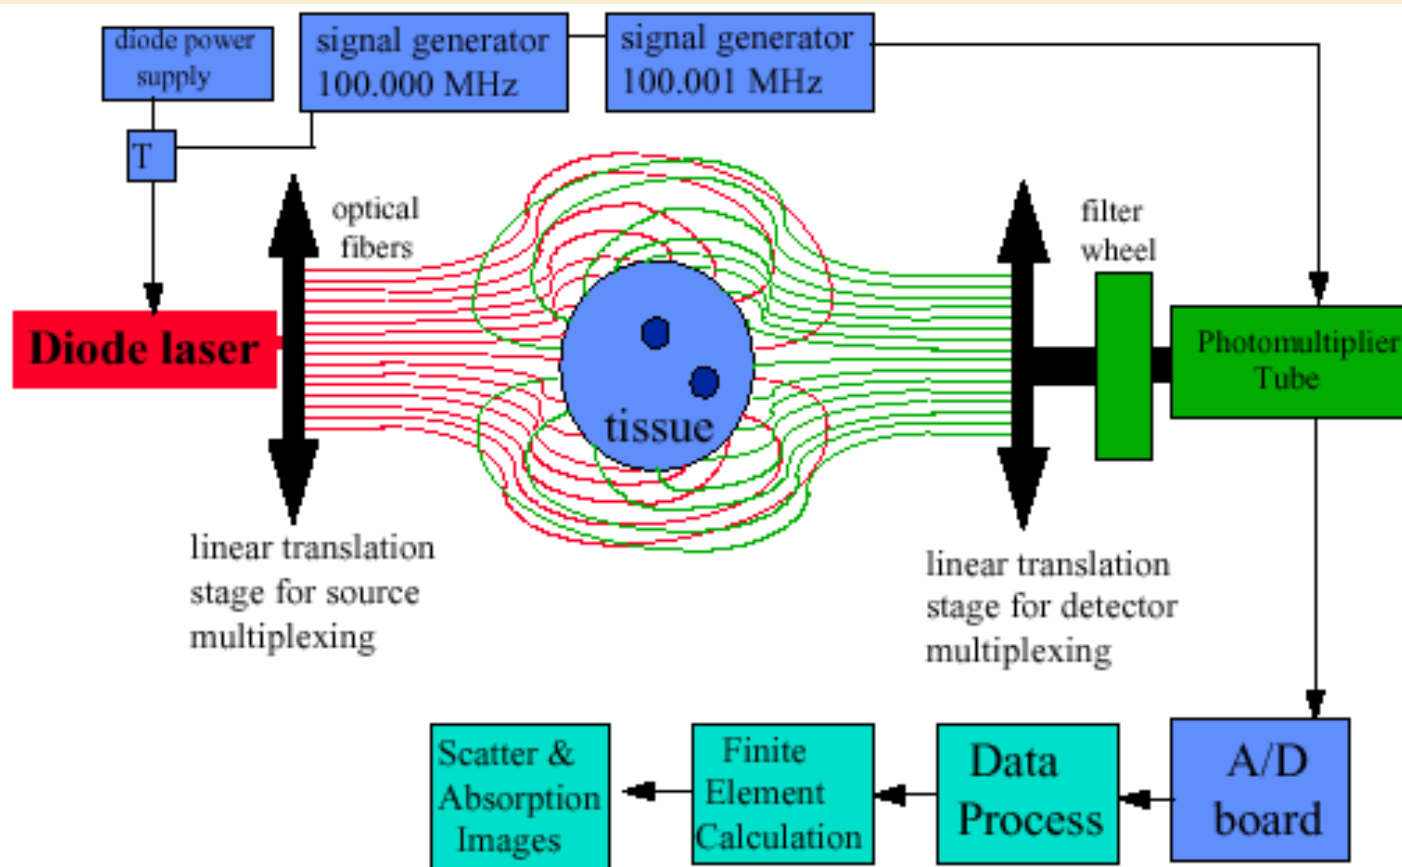 diode power
supply
signal generator
100.000 MHz
signal generator
100.001 MHz
T
optical
fibers
filter
wheel
Diode laser
Photomultiplier
Tube
tissue
linear translation
stage for source
multiplexing
linear translation
stage for detector
multiplexing
Scatter &
Absorption
Images
Finite
Element
Calculation
Data
Process
A/D
board